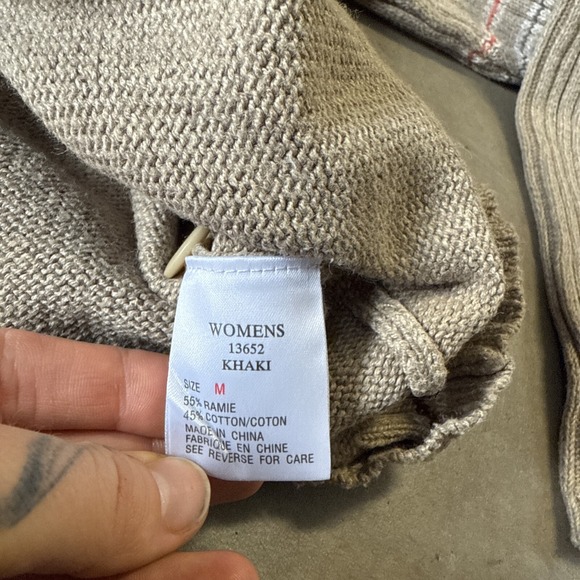 WOMENS
13652
KHAKI
SIZE M
55% RAMIE
45% COTTON/COTON
MADE IN CHINA
FABRIQUE EN CHINE
SEE REVERSE FOR CARE